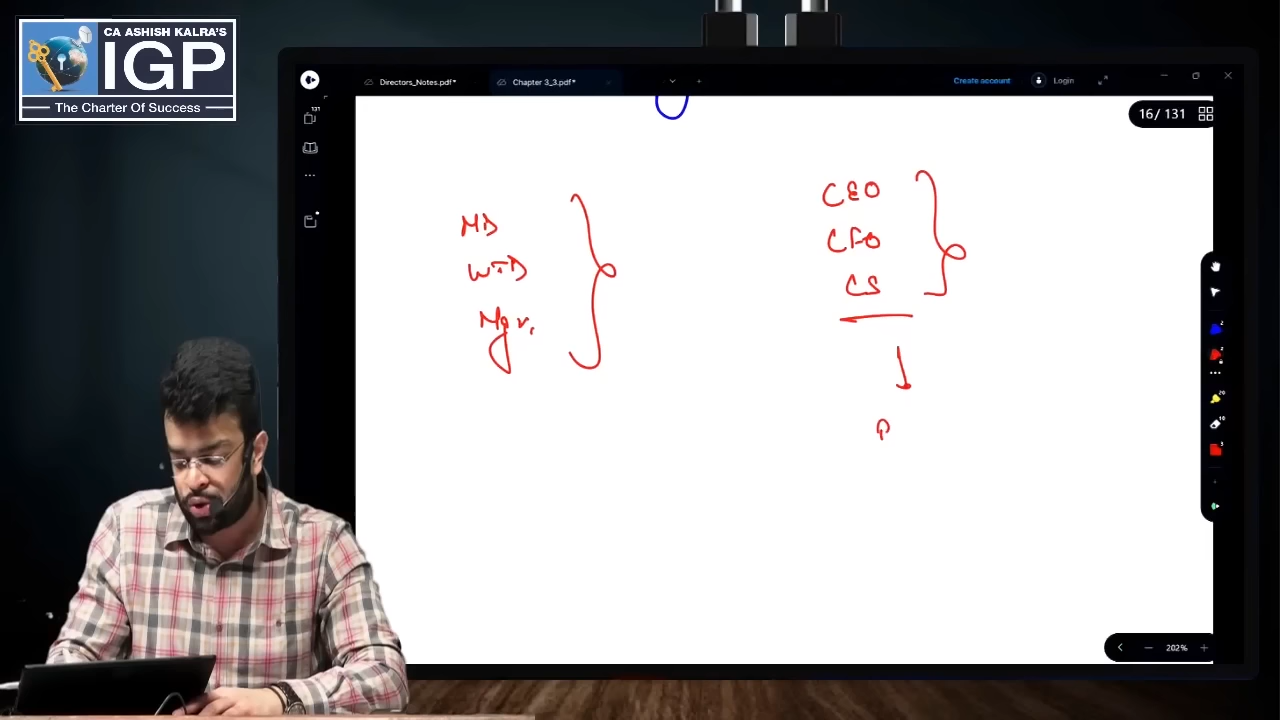 CA ASHISH KALRA'S
IGP
The Charter Of Success
Directors_Notes.pdf*
Chapter 3_3.pdf*
Create account
Login
131
16/ 131
MD
WTD
Mgr.
CEO
CFO
CS
202%